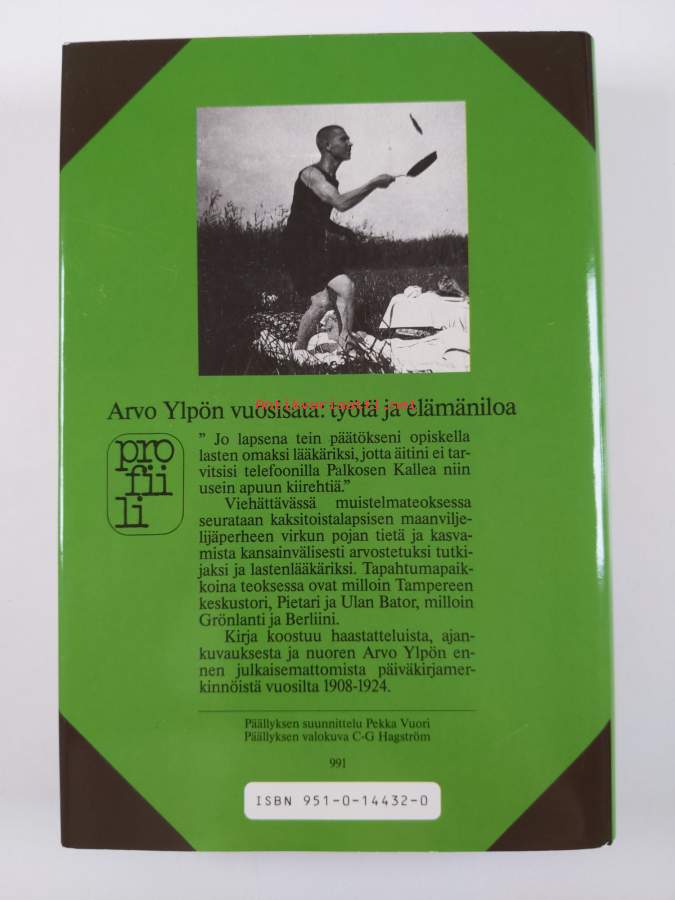 Antikvariaatti.net
Arvo Ylpön vuosisata: työtä ja elämäniloa
pro
fii
li
” Jo lapsena tein päätökseni opiskella
lasten omaksi lääkäriksi, jotta äitini ei tar-
vitsisi telefoonilla Palkosen Kallea niin
usein apuun kiirehtiä.”
Viehättävässä muistelmateoksessa
seurataan kaksitoistalapsisen maanvilje-
lijäperheen virkun pojan tietä ja kasva-
mista kansainvälisesti arvostetuksi tutki-
jaksi ja lastenlääkäriksi. Tapahtumapaik-
koina teoksessa ovat milloin Tampereen
keskustori, Pietari ja Ulan Bator, milloin
Grönlanti ja Berliini.
Kirja koostuu haastatteluista, ajan-
kuvauksesta ja nuoren Arvo Ylpön en-
nen julkaisemattomista päiväkirjamer-
kinnöistä vuosilta 1908-1924.
Päällyksen suunnittelu Pekka Vuori
Päällyksen valokuva C-G Hagström
991
ISBN 951-0-14432-0